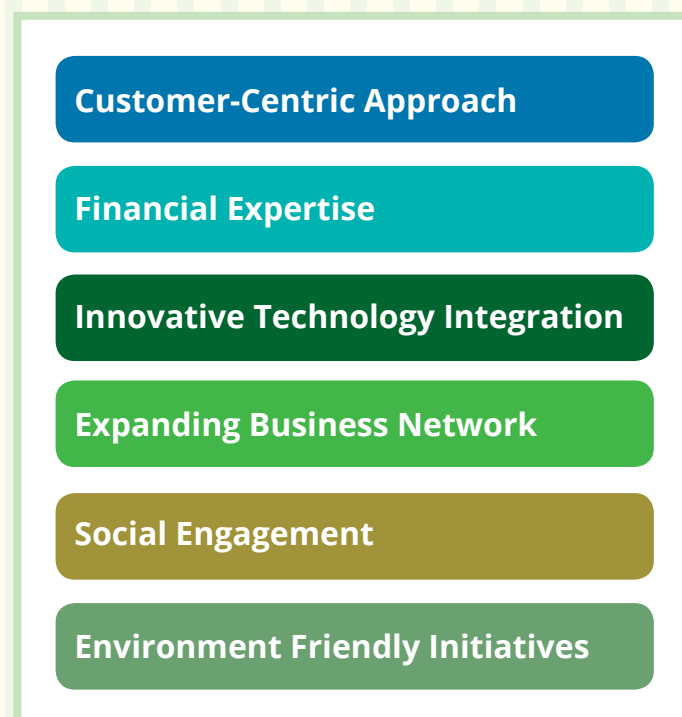 Customer-Centric Approach
Financial Expertise
Innovative Technology Integration
Expanding Business Network
Social Engagement
Environment Friendly Initiatives